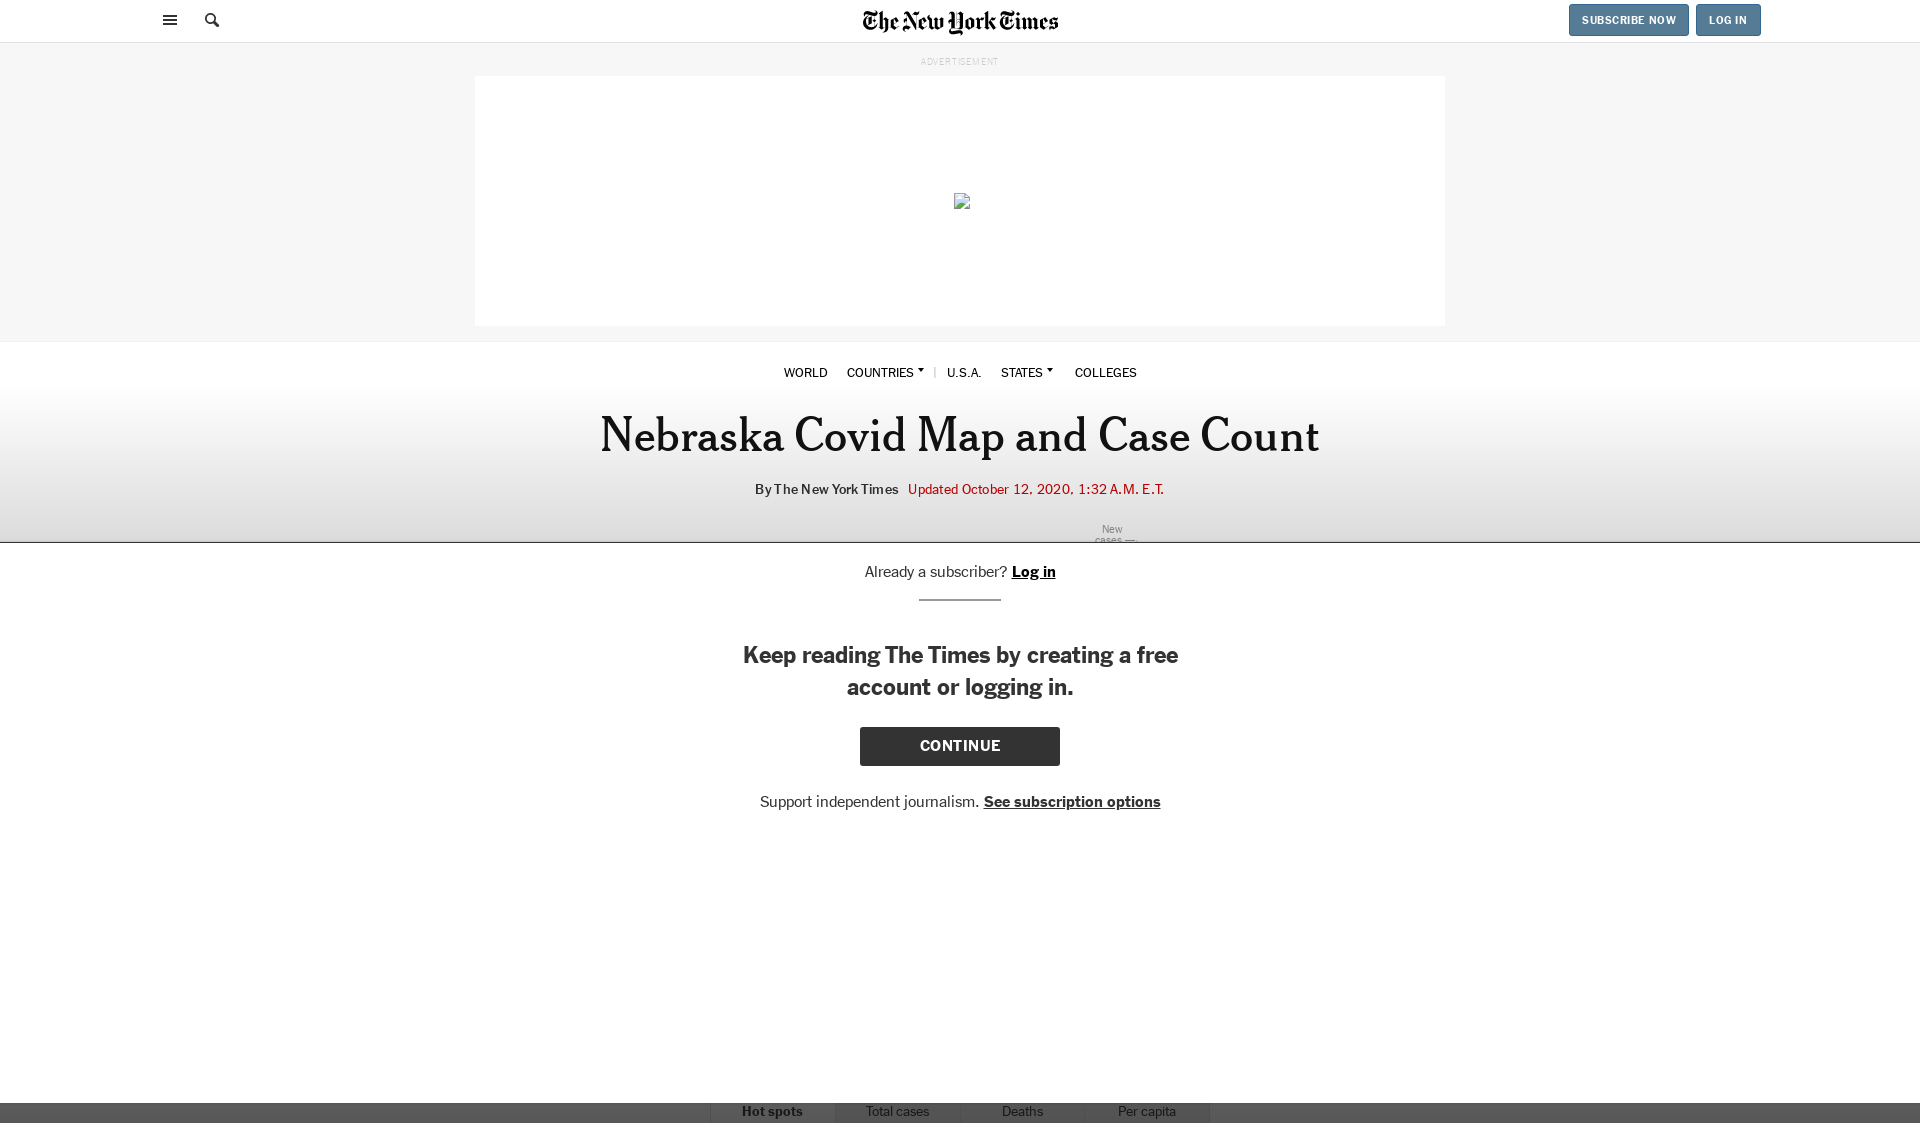 The New York Times
SUBSCRIBE NOW
LOG IN
ADVERTISEMENT
WORLD COUNTRIES | U.S.A. STATES COLLEGES
Nebraska Covid Map and Case Count
By The New York Times Updated October 12, 2020, 1:32 A.M. E.T.
New
cases —
Already a subscriber? Log in
Keep reading The Times by creating a free
account or logging in.
CONTINUE
Support independent journalism. See subscription options
Hot spots Total cases Deaths Per capita